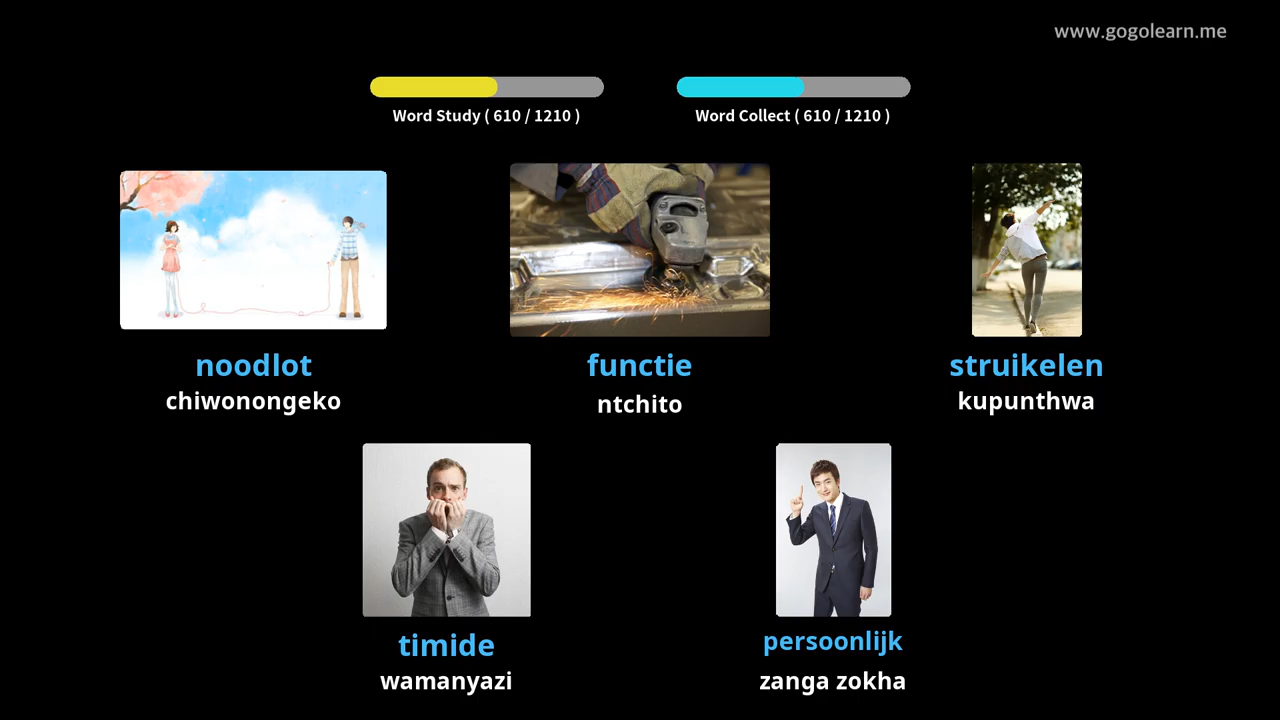 www.gogolearn.me
Word Study ( 610 / 1210 )
Word Collect ( 610 / 1210 )
noodlot
chiwonongeko
functie
ntchito
struikelen
kupunthwa
timide
wamanyazi
persoonlijk
zanga zokha